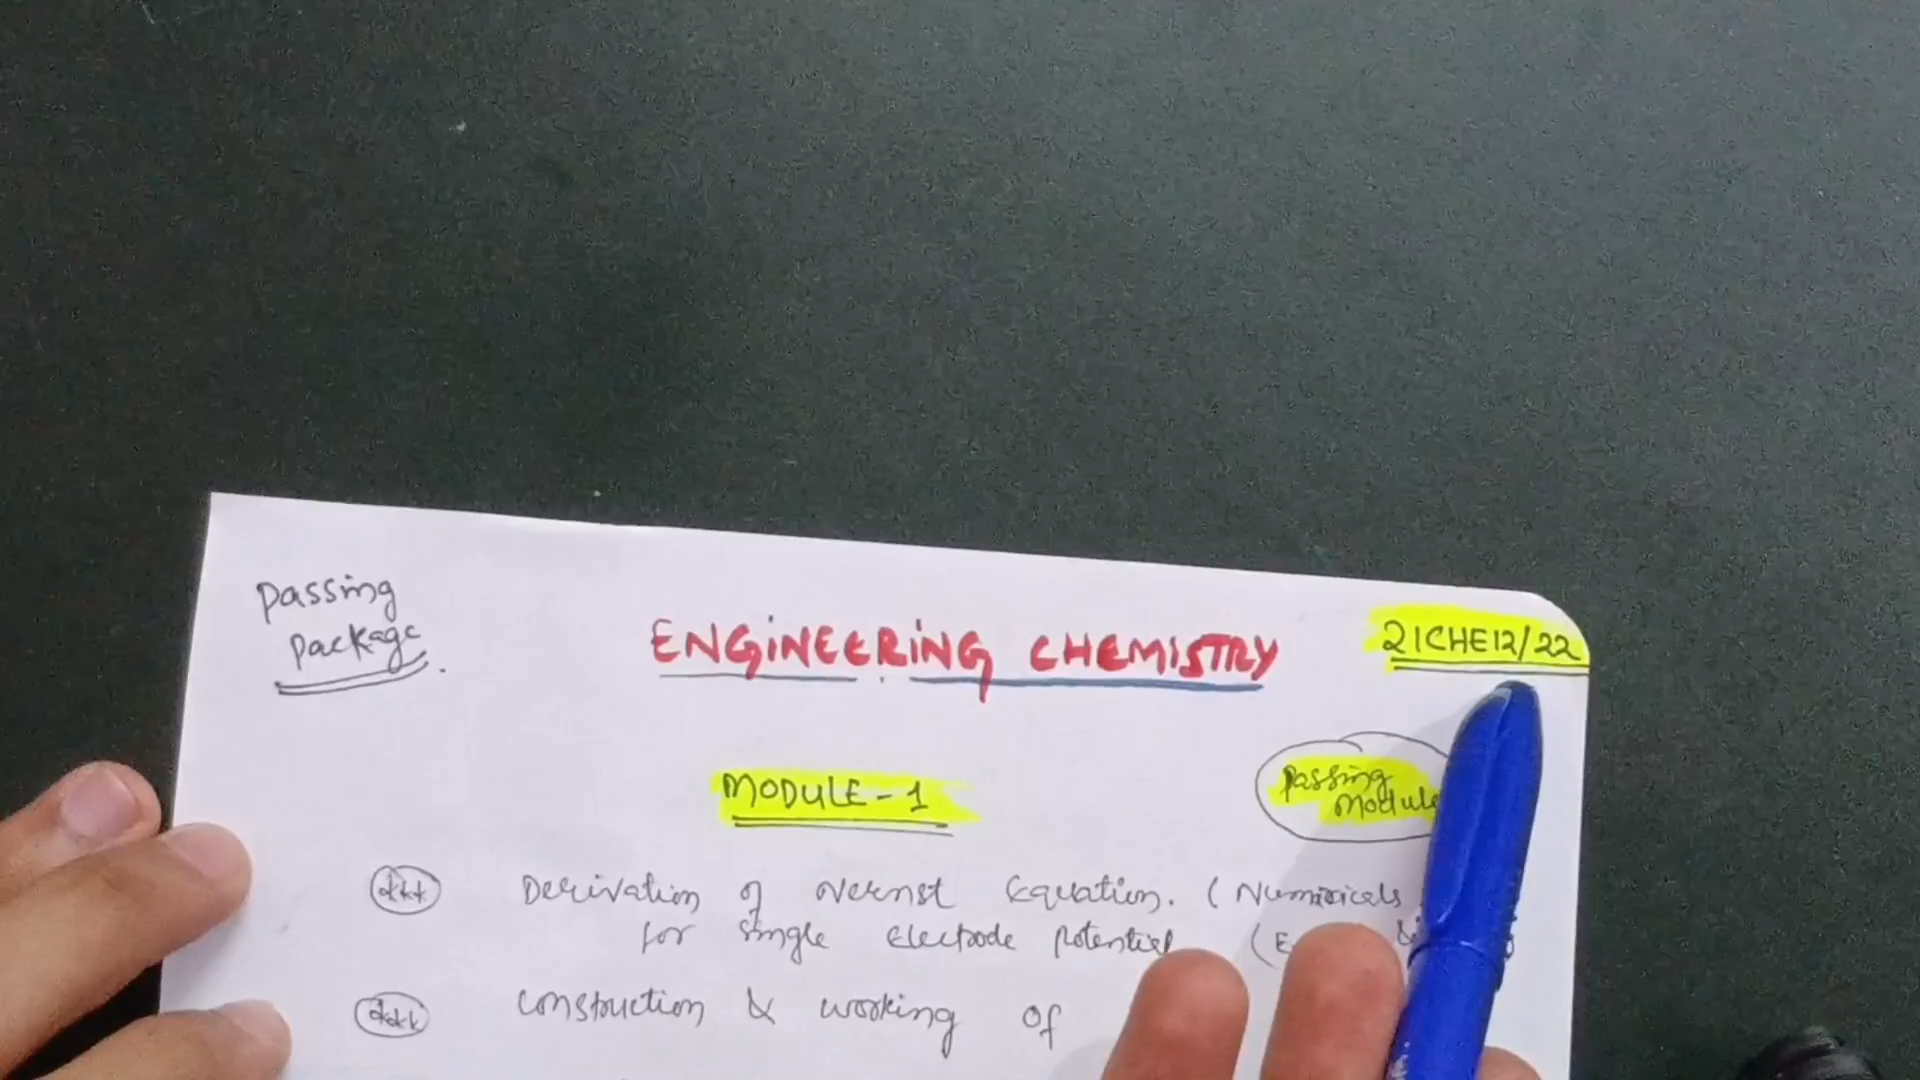 Passing
Package.
ENGINEERING CHEMISTRY
21CHE12/22
MODULE-1
Passing
Module
*** Derivation of Nernst Equation. (Numiricals
for single Electrode Potential (E
*** construction & working of